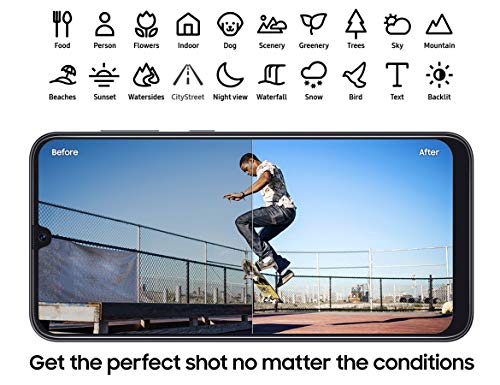 Food Person Flowers Indoor Dog Scenery Greenery Trees Sky Mountain
Beaches Sunset Watersides CityStreet Night view Waterfall Snow Bird Text Backlit
Before After
Get the perfect shot no matter the conditions